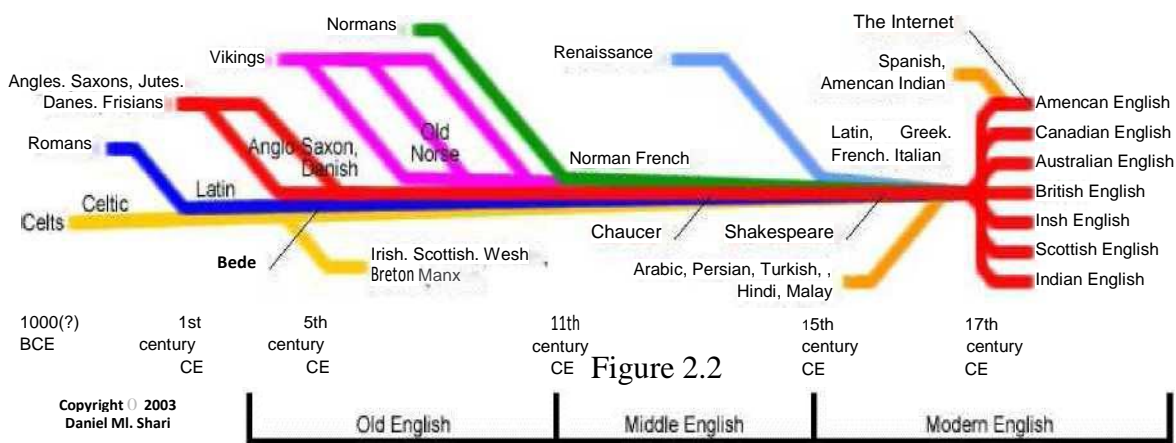 Normans
The Internet
Vikings
Renaissance
Spanish,
Amencan Indian
Angles. Saxons, Jutes.
Danes. Frisians
Amencan English
Romans
Anglo Saxon,
Danish
Old
Norse
Norman French
Latin, Greek.
French. Italian
Canadian English
Australian English
British English
Insh English
Scottish English
Indian English
Celts
Celtic
Latin
Bede
Irish. Scottish. Wesh
Breton Manx
Chaucer
Shakespeare
Arabic, Persian, Turkish, ,
Hindi, Malay
1000(?)
BCE
1st
century
CE
5th
century
CE
11th
century
CE
Figure 2.2
15th
century
CE
17th
century
CE
Copyright () 2003
Daniel Ml. Shari
Old English
Middle English
Modern English